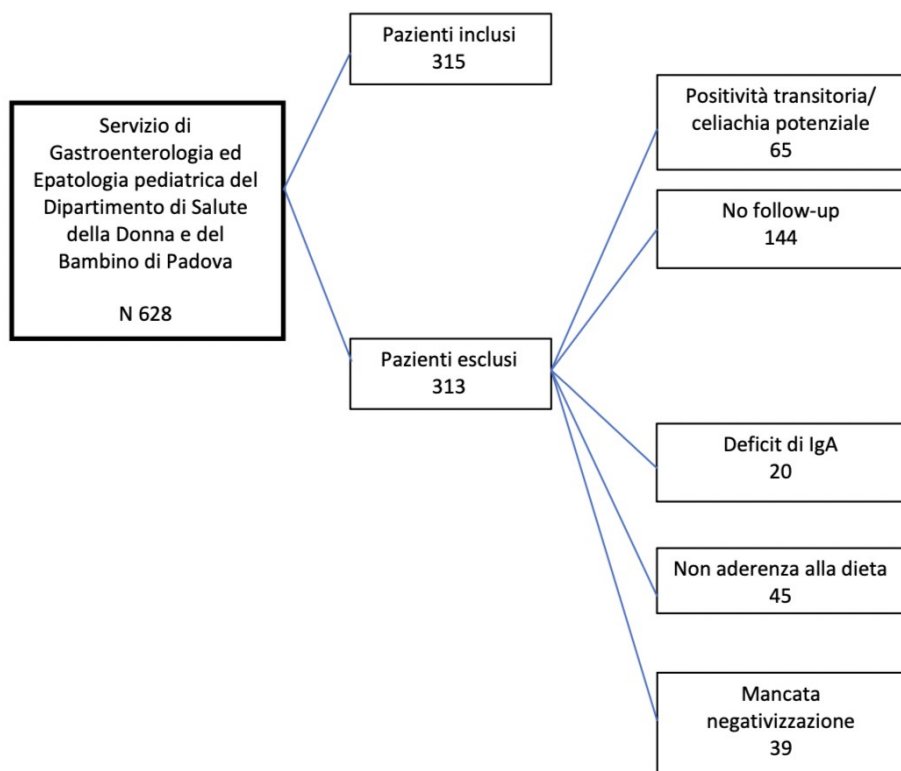 Servizio di
Gastroenterologia ed
Epatologia pediatrica del
Dipartimento di Salute
della Donna e del
Bambino di Padova
N 628
Pazienti inclusi
315
Pazienti esclusi
313
Positività transitoria/
celiachia potenziale
65
No follow-up
144
Deficit di IgA
20
Non aderenza alla dieta
45
Mancata
negativizzazione
39